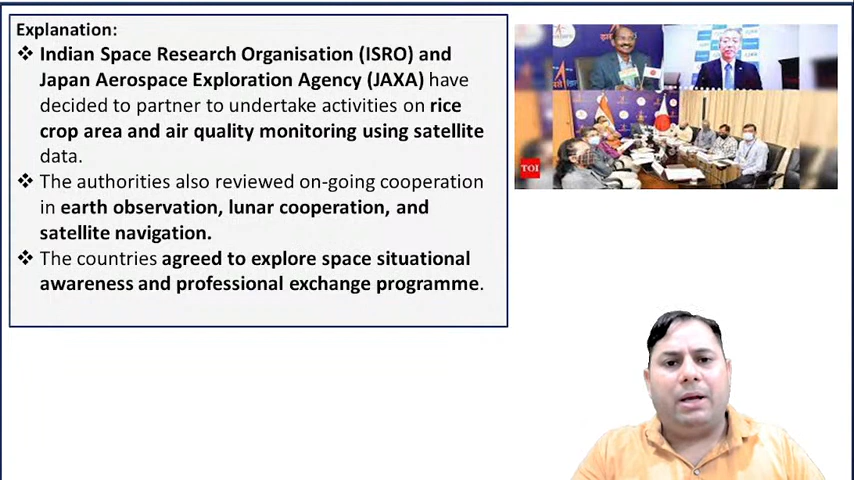 Explanation:
❖ Indian Space Research Organisation (ISRO) and
Japan Aerospace Exploration Agency (JAXA) have
decided to partner to undertake activities on rice
crop area and air quality monitoring using satellite
data.
❖ The authorities also reviewed on-going cooperation
in earth observation, lunar cooperation, and
satellite navigation.
❖ The countries agreed to explore space situational
awareness and professional exchange programme.
TOI